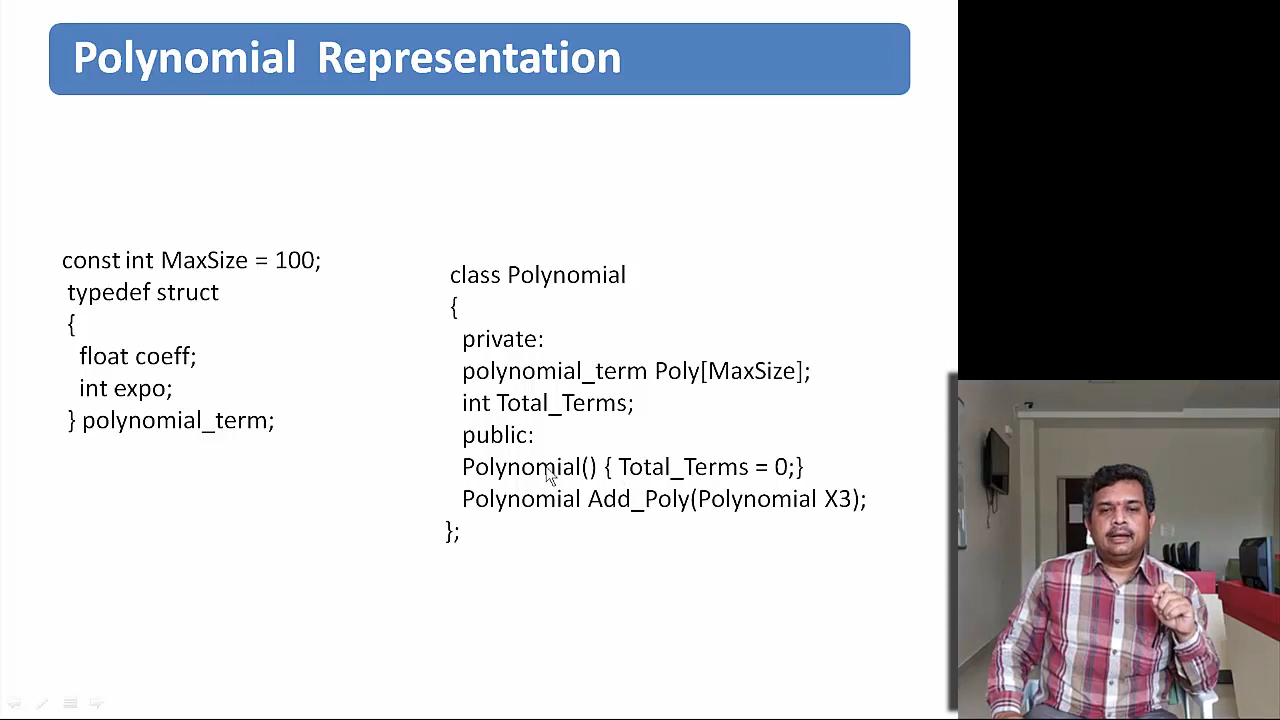 Polynomial Representation
const int MaxSize = 100;
typedef struct
{
float coeff;
int expo;
} polynomial_term;
class Polynomial
{
private:
polynomial_term Poly[MaxSize];
int Total_Terms;
public:
Polynomial() { Total_Terms = 0;}
Polynomial Add_Poly(Polynomial X3);
};